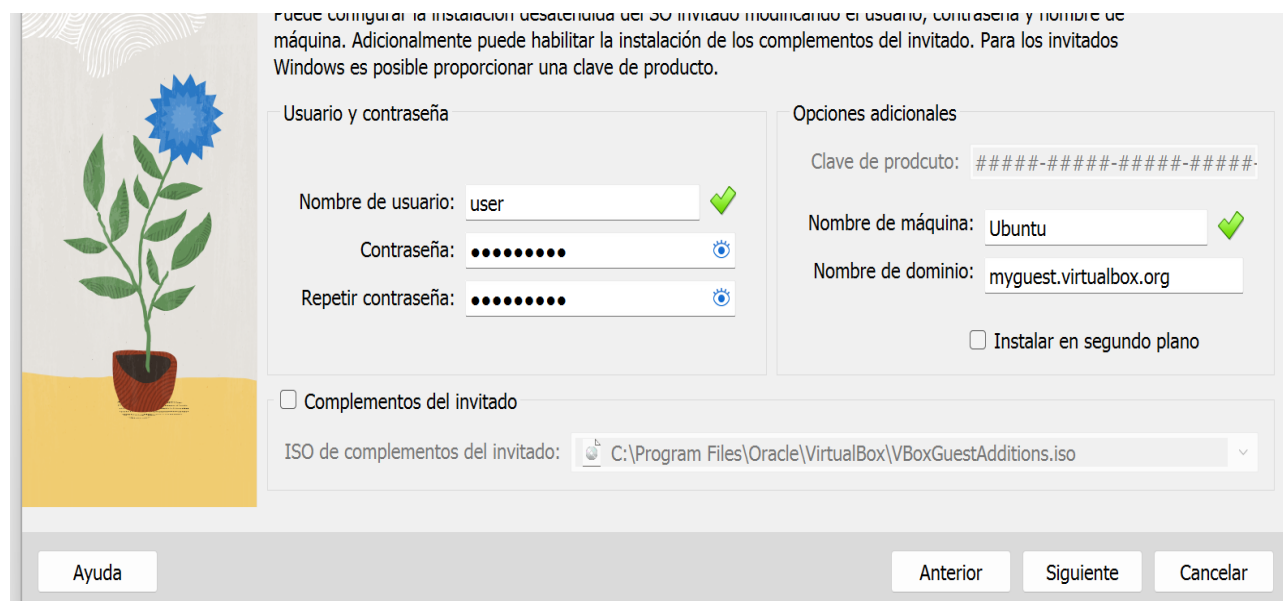 Puede configurar la instalación desatendida del SO invitado modificando el usuario, contraseña y nombre de
máquina. Adicionalmente puede habilitar la instalación de los complementos del invitado. Para los invitados
Windows es posible proporcionar una clave de producto.
Usuario y contraseña
Nombre de usuario: user
Contraseña: ●●●●●●●●●
Repetir contraseña: ●●●●●●●●●
Opciones adicionales
Clave de prodcuto: #####-#####-#####-#####-
Nombre de máquina: Ubuntu
Nombre de dominio: myguest.virtualbox.org
Instalar en segundo plano
Complementos del invitado
ISO de complementos del invitado: C:\Program Files\Oracle\VirtualBox\VBoxGuestAdditions.iso
Ayuda
Anterior
Siguiente
Cancelar